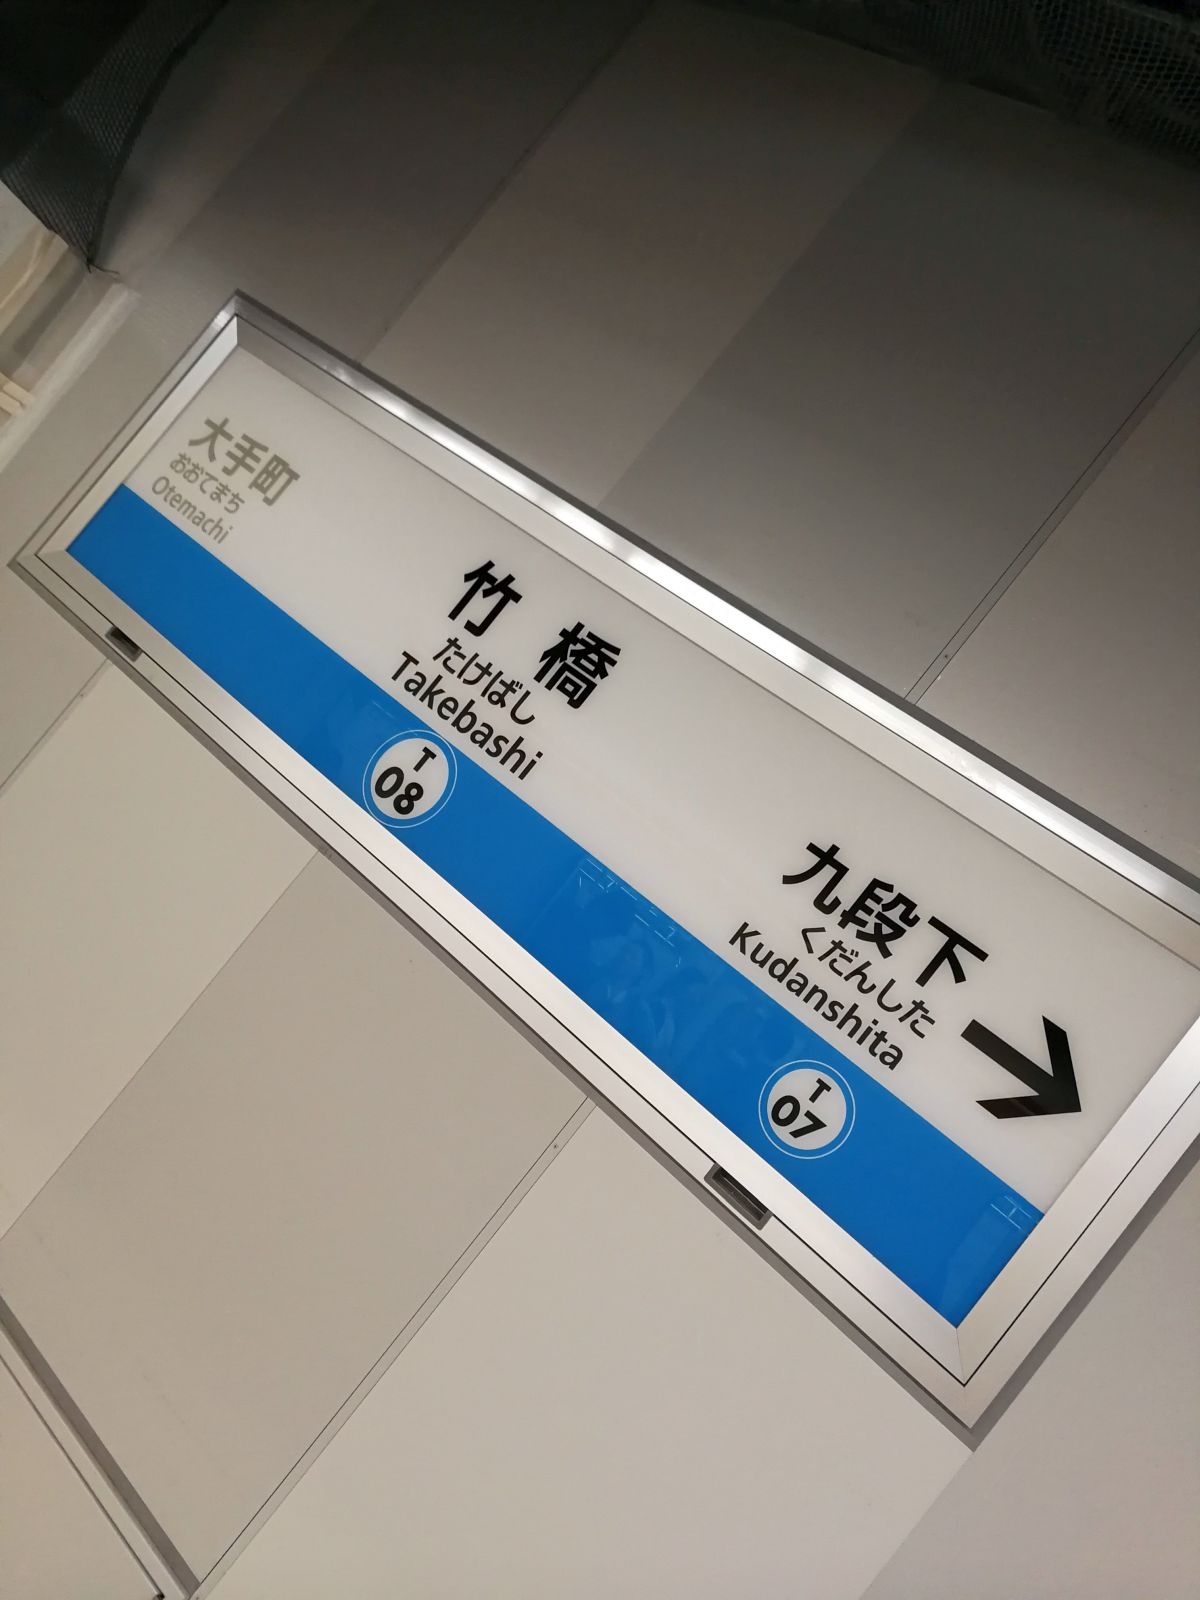 大手町
おおてまち
Otemachi
竹橋
たけばし
Takebashi
T
08
九段下
くだんした
Kudanshita
T
07